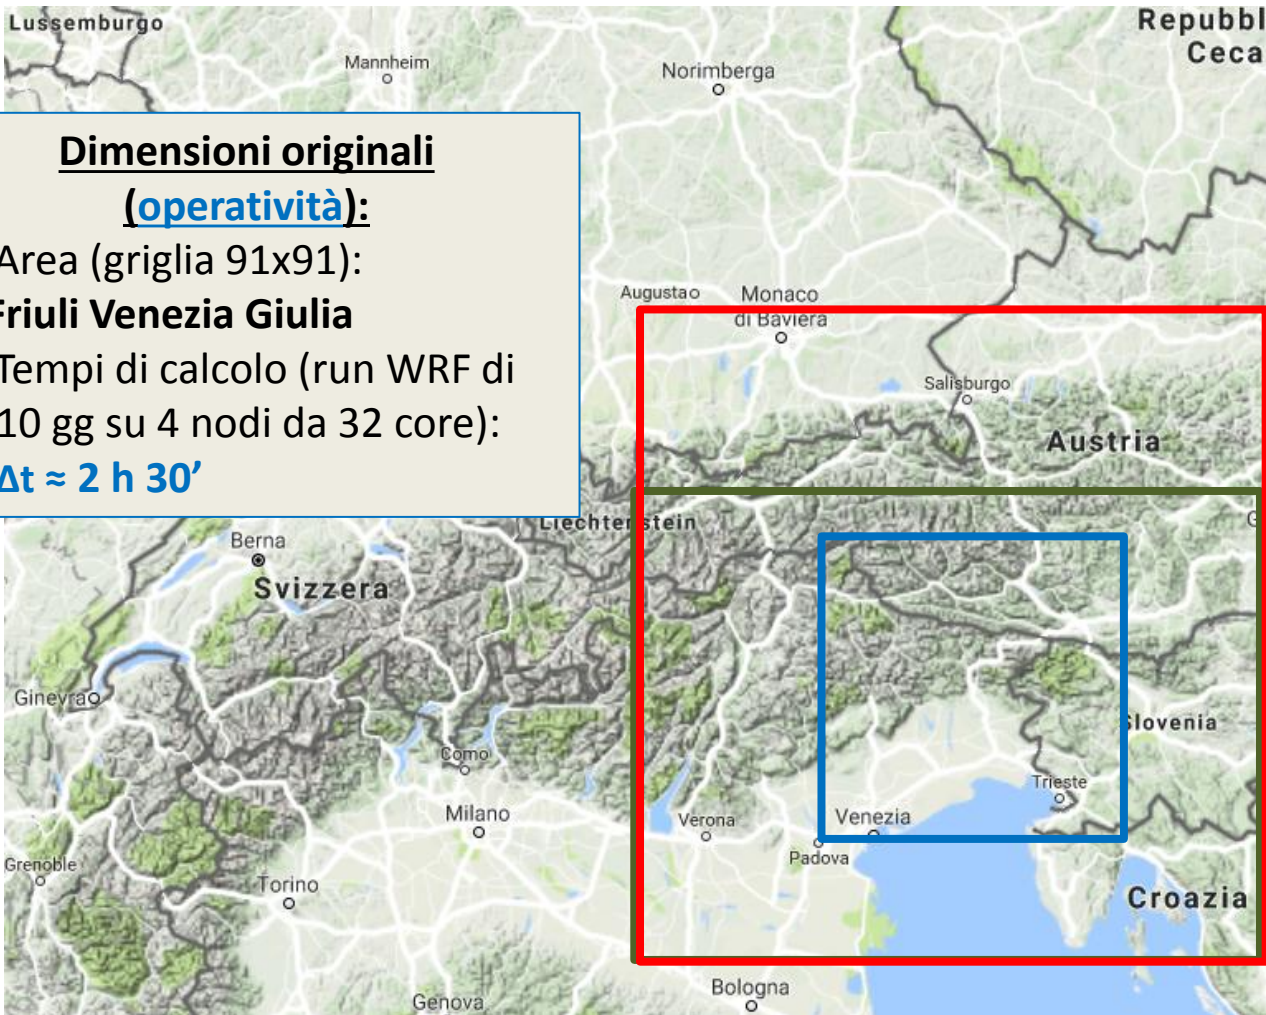 Lussemburgo
Repubbl
Ceca
Mannheim
Norimberga
Dimensioni originali
(operatività):
Area (griglia 91x91):
Friuli Venezia Giulia
Tempi di calcolo (run WRF di
10 gg su 4 nodi da 32 core):
Δt ≈ 2 h 30’
Augusta
Monaco
di Baviera
Salisburgo
Austria
Liechtenstein
G
Berna
Svizzera
Ginevra
Slovenia
Como
Trieste
Milano
Verona
Venezia
Padova
Grenoble
Torino
Croazia
Bologna
Genova